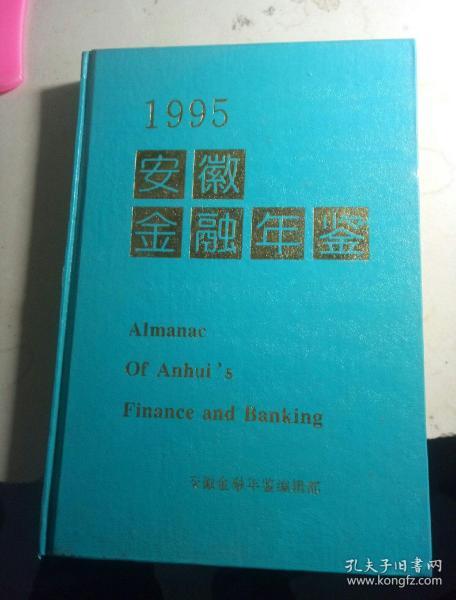 1995
安徽
金融年鉴
Almanac
Of Anhui's
Finance and Banking
安徽金融年鉴编辑部
孔夫子旧书网
www.kongfz.com